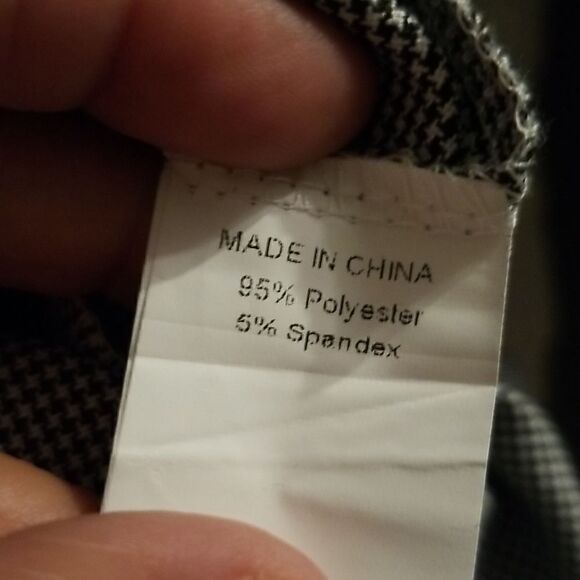 MADE IN CHINA
95% Polyester
5% Spandex